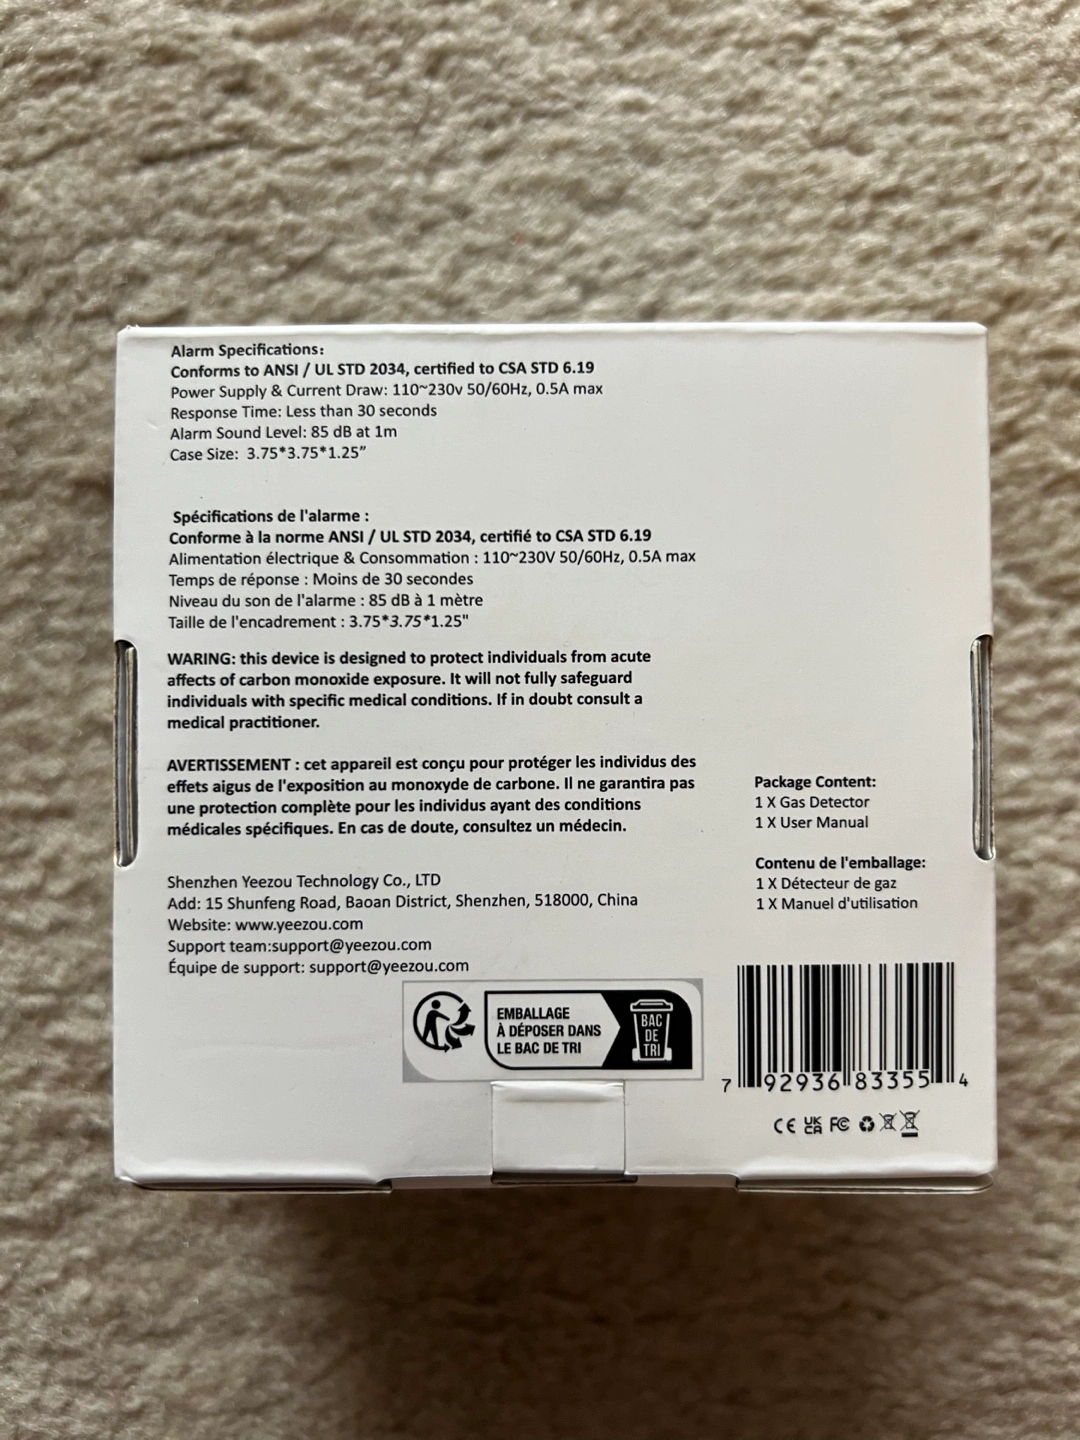 Alarm Specifications:
Conforms to ANSI / UL STD 2034, certified to CSA STD 6.19
Power Supply & Current Draw: 110~230v 50/60Hz, 0.5A max
Response Time: Less than 30 seconds
Alarm Sound Level: 85 dB at 1m
Case Size: 3.75*3.75*1.25"
Spécifications de l'alarme :
Conforme à la norme ANSI / UL STD 2034, certifié to CSA STD 6.19
Alimentation électrique & Consommation : 110~230V 50/60Hz, 0.5A max
Temps de réponse : Moins de 30 secondes
Niveau du son de l'alarme : 85 dB à 1 mètre
Taille de l'encadrement : 3.75*3.75*1.25"
WARING: this device is designed to protect individuals from acute
affects of carbon monoxide exposure. It will not fully safeguard
individuals with specific medical conditions. If in doubt consult a
medical practitioner.
AVERTISSEMENT : cet appareil est conçu pour protéger les individus des
effets aigus de l'exposition au monoxyde de carbone. Il ne garantira pas
une protection complète pour les individus ayant des conditions
médicales spécifiques. En cas de doute, consultez un médecin.
Package Content:
1 X Gas Detector
1 X User Manual
Contenu de l'emballage:
1 X Détecteur de gaz
1 X Manuel d'utilisation
Shenzhen Yeezou Technology Co., LTD
Add: 15 Shunfeng Road, Baoan District, Shenzhen, 518000, China
Website: www.yeezou.com
Support team:support@yeezou.com
Équipe de support: support@yeezou.com
EMBALLAGE
À DÉPOSER DANS
LE BAC DE TRI
BAC
DE
TRI
7 92936 83355 4
CE UK CA FC